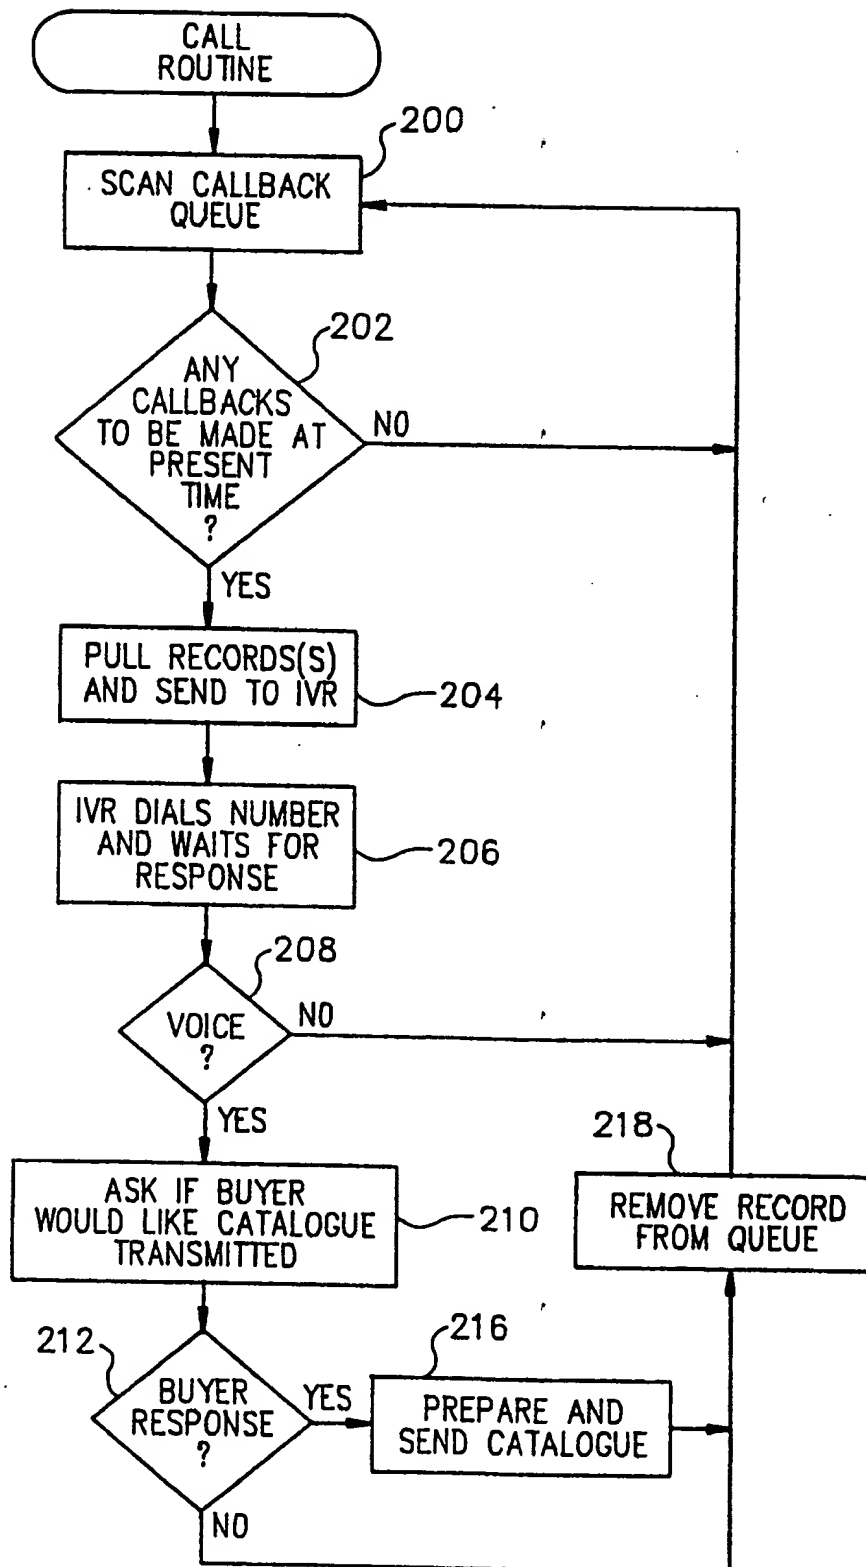 CALL
ROUTINE
200
SCAN CALLBACK
QUEUE
202
ANY
CALLBACKS
TO BE MADE AT
PRESENT
TIME
?
NO
YES
PULL RECORDS(S)
AND SEND TO IVR
204
IVR DIALS NUMBER
AND WAITS FOR
RESPONSE
206
208
VOICE
?
NO
YES
218
ASK IF BUYER
WOULD LIKE CATALOGUE
TRANSMITTED
210
REMOVE RECORD
FROM QUEUE
212
BUYER
RESPONSE
?
YES
216
PREPARE AND
SEND CATALOGUE
NO